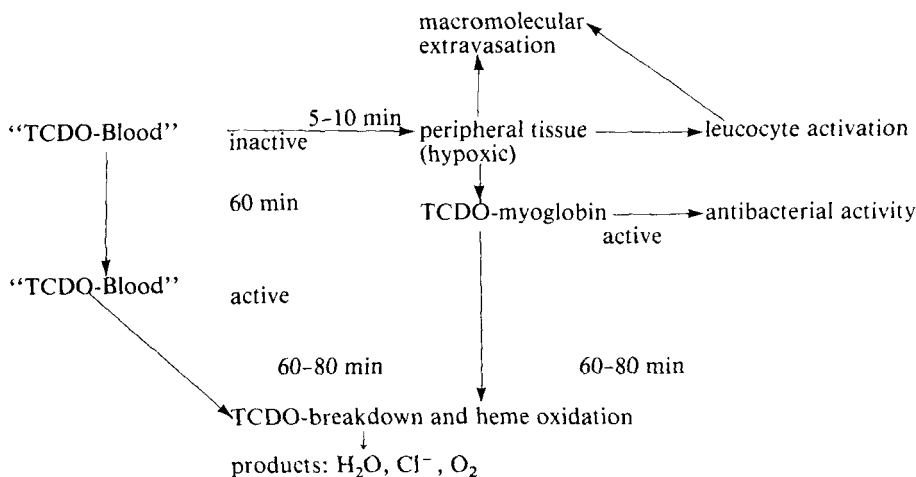 macromolecular
extravasation
“TCDO-Blood”
5–10 min
inactive
peripheral tissue
(hypoxic)
leucocyte activation
60 min
TCDO-myoglobin
active
antibacterial activity
“TCDO-Blood”
active
60–80 min
60–80 min
TCDO-breakdown and heme oxidation
products: H₂O, Cl⁻, O₂